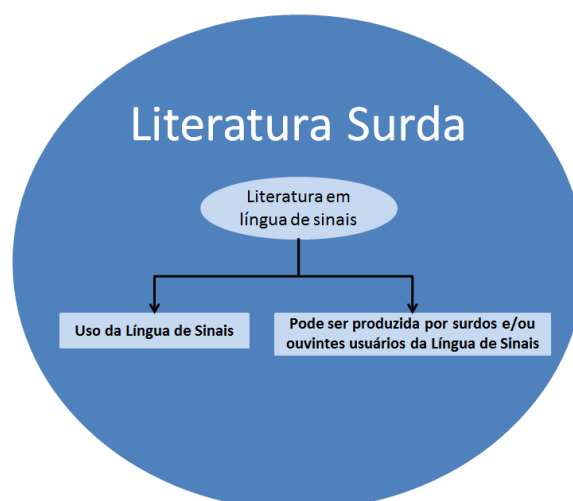 Literatura Surda
Literatura em
língua de sinais
Uso da Língua de Sinais
Pode ser produzida por surdos e/ou
ouvintes usuários da Língua de Sinais